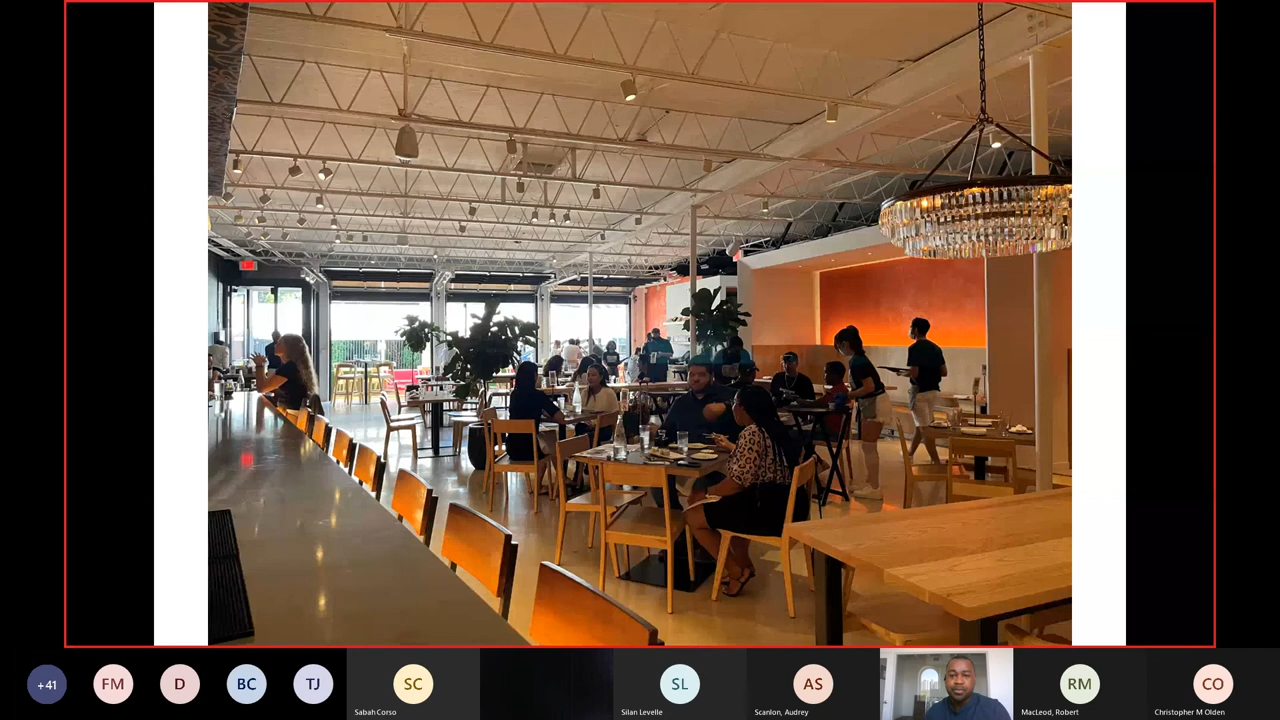 +41
FM
D
BC
TJ
SC
SL
AS
RM
CO
Sabah Corso
Silan Levelle
Scanlon, Audrey
MacLeod, Robert
Christopher M Olden